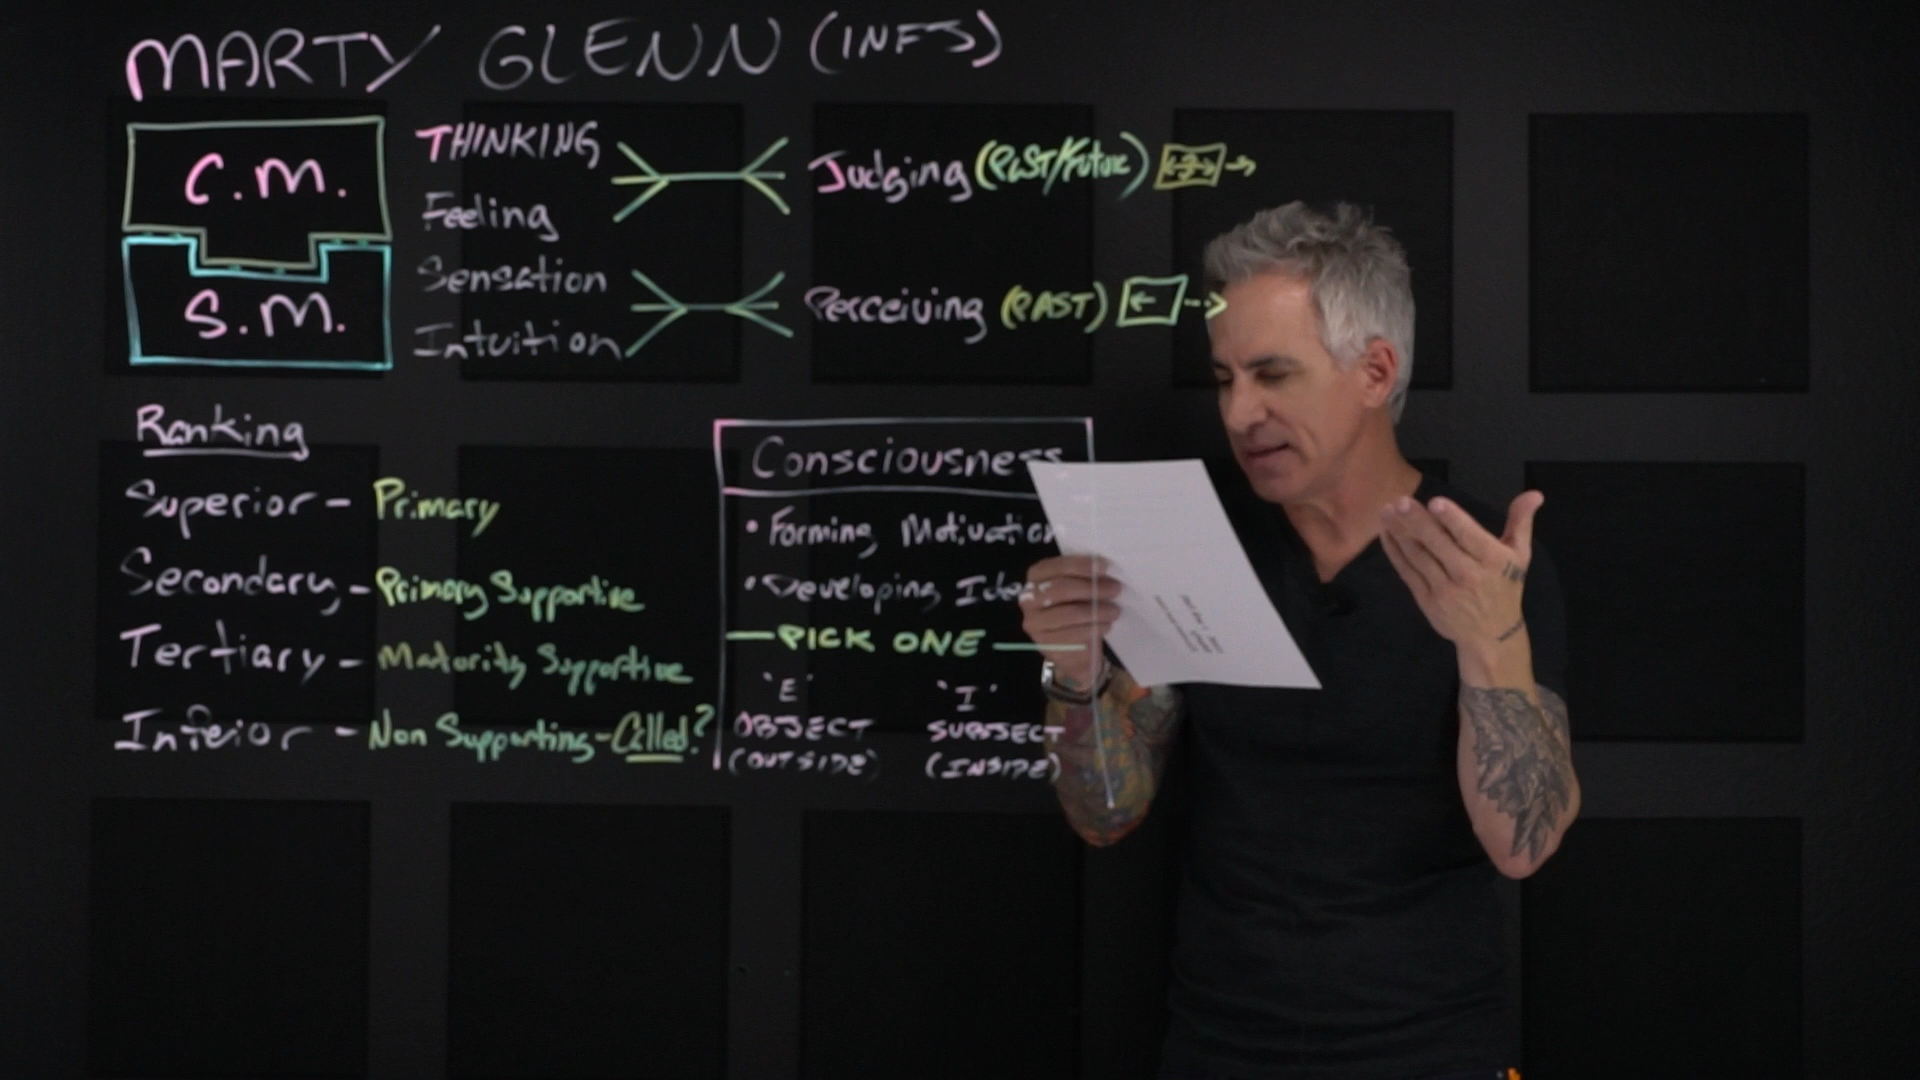 MARTY GLENN (INFJ)
C.M.
S.M.
THINKING
Feeling
Sensation
Intuition
Judging (PAST/Future)
Perceiving (PAST)
Ranking
Superior - Primary
Secondary - Primary Supportive
Tertiary - Maturity Supportive
Inferior - Non Supporting - Called?
Consciousness
• Forming Motivation
• Developing Ideas
PICK ONE
'E' 'I'
OBJECT SUBJECT
(OUTSIDE) (INSIDE)